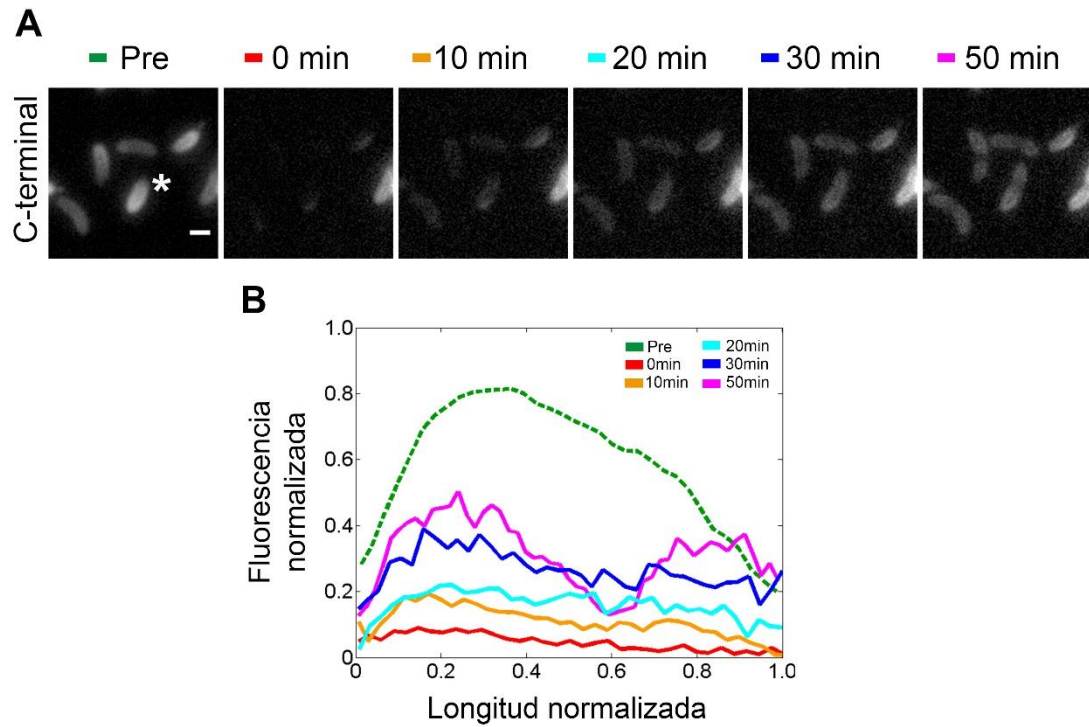 A
Pre 0 min 10 min 20 min 30 min 50 min
C-terminal
*
B
1.0
0.8
0.6
0.4
0.2
0
Pre 20min
0min 30min
10min 50min
Fluorescencia
normalizada
0 0.2 0.4 0.6 0.8 1.0
Longitud normalizada